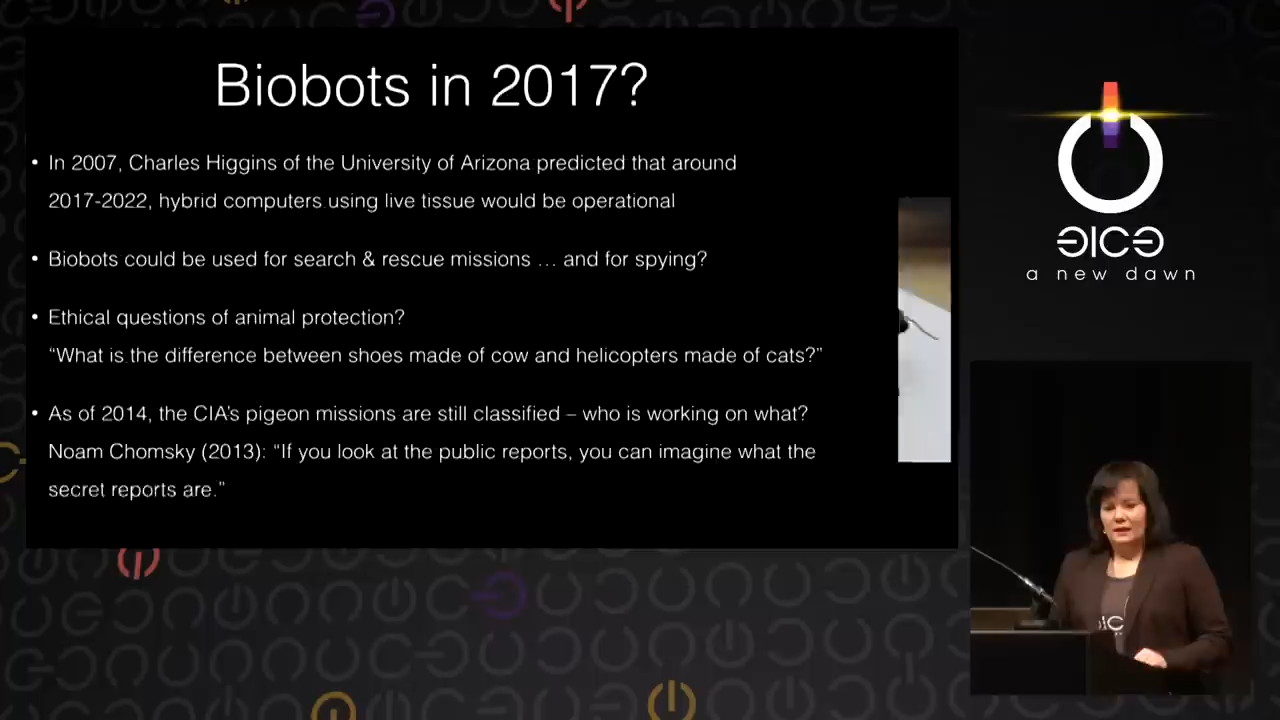 Biobots in 2017?
• In 2007, Charles Higgins of the University of Arizona predicted that around
2017-2022, hybrid computers using live tissue would be operational
• Biobots could be used for search & rescue missions … and for spying?
• Ethical questions of animal protection?
“What is the difference between shoes made of cow and helicopters made of cats?”
• As of 2014, the CIA’s pigeon missions are still classified – who is working on what?
Noam Chomsky (2013): “If you look at the public reports, you can imagine what the
secret reports are.”
ƎICƎ
a new dawn